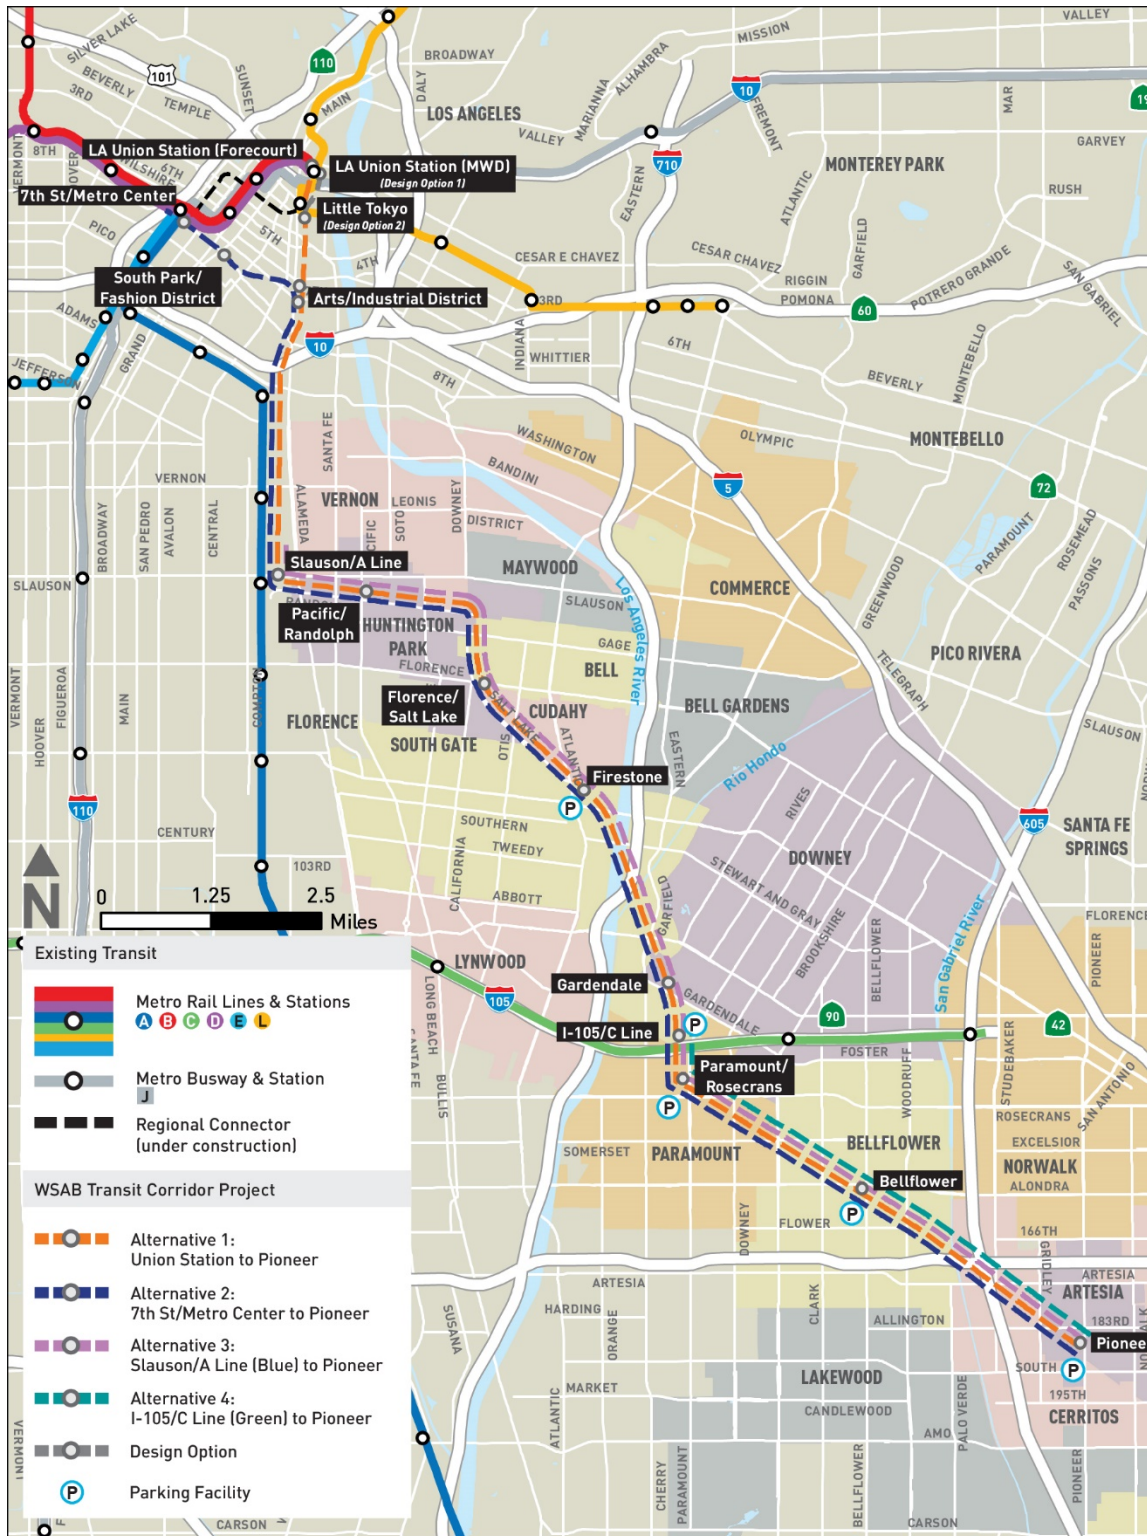 SILVER LAKE
SUNSET
101
110
BROADWAY
DALY
MAIN
LOS ANGELES
MARIANNA
ALHAMBRA
MISSION
VALLEY
VALLEY
10
FREMONT
MAR
19
BEVERLY
3RD
TEMPLE
GARVEY
VERMONT
8TH
HOOVER
WILSHIRE
6TH
LA Union Station (Forecourt)
LA Union Station (MWD)
(Design Option 1)
710
EASTERN
MONTEREY PARK
ATLANTIC
RUSH
7th St/Metro Center
Little Tokyo
(Design Option 2)
PICO
5TH
4TH
CESAR E CHAVEZ
CESAR CHAVEZ
GARFIELD
RIGGIN
POMONA
POTRERO GRANDE
SAN GABRIEL
South Park/
Fashion District
Arts/Industrial District
3RD
60
ADAMS
GRAND
JEFFERSON
10
INDIANA
WHITTIER
6TH
8TH
BEVERLY
MONTEBELLO
MONTEBELLO
WASHINGTON
OLYMPIC
SANTA FE
BANDINI
5
72
VERNON
VERNON
ALAMEDA
LEONIS
PACIFIC
SOTO
DOWNEY
DISTRICT
BROADWAY
SAN PEDRO
AVALON
CENTRAL
PARAMOUNT
ROSEMEAD
PASSONS
GREENWOOD
SLAUSON
Slauson/A Line
MAYWOOD
COMMERCE
SLAUSON
Los Angeles River
Pacific/
Randolph
HUNTINGTON
PARK
GAGE
BELL
TELEGRAPH
PICO RIVERA
FLORENCE
Florence/
Salt Lake
SALT LAKE
CUDAHY
BELL GARDENS
SLAUSON
VERMONT
HOOVER
FIGUEROA
MAIN
COMPTON
FLORENCE
SOUTH GATE
OTIS
ATLANTIC
EASTERN
Rio Hondo
Firestone
P
110
CENTURY
103RD
SOUTHERN
TWEEDY
CALIFORNIA
ABBOTT
RIVES
DOWNEY
STEWART AND GRAY
BROOKSHIRE
605
SANTA FE
SPRINGS
N
0 1.25 2.5
Miles
GARFIELD
BELLFLOWER
San Gabriel River
FLORENCE
PIONEER
LYNWOOD
105
Gardendale
GARDENDALE
LONG BEACH
SANTA FE
BULLIS
I-105/C Line
P
90
42
FOSTER
Paramount/
Rosecrans
P
WOODRUFF
STUDEBAKER
SAN ANTONIO
ROSECRANS
EXCELSIOR
SOMERSET
PARAMOUNT
BELLFLOWER
NORWALK
ALONDRA
Bellflower
P
DOWNEY
FLOWER
166TH
GRIDLEY
ARTESIA
ARTESIA
ARTESIA
HARDING
ORANGE
CLARK
ALLINGTON
183RD
SUSANA
Pioneer
P
SOUTH
195TH
ATLANTIC
MARKET
LAKEWOOD
CANDLEWOOD
PALO VERDE
CERRITOS
AMO
CHERRY
PARAMOUNT
BELLFLOWER
PIONEER
CARSON
CARSON
VERMONT
Existing Transit
Metro Rail Lines & Stations
A B C D E L
Metro Busway & Station
J
Regional Connector
(under construction)
WSAB Transit Corridor Project
Alternative 1:
Union Station to Pioneer
Alternative 2:
7th St/Metro Center to Pioneer
Alternative 3:
Slauson/A Line (Blue) to Pioneer
Alternative 4:
I-105/C Line (Green) to Pioneer
Design Option
P Parking Facility